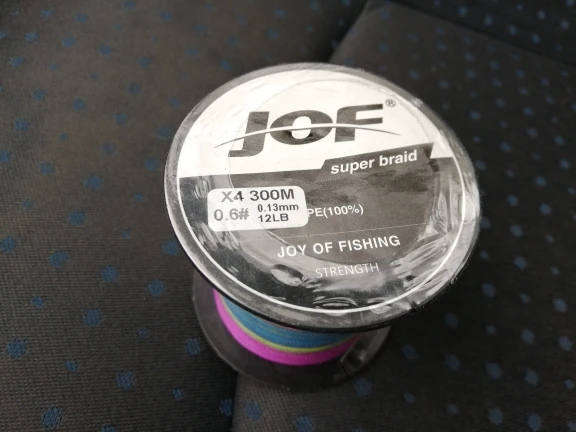 JOF®
super braid
X4 300M
0.6# 0.13mm
12LB
PE(100%)
JOY OF FISHING
STRENGTH